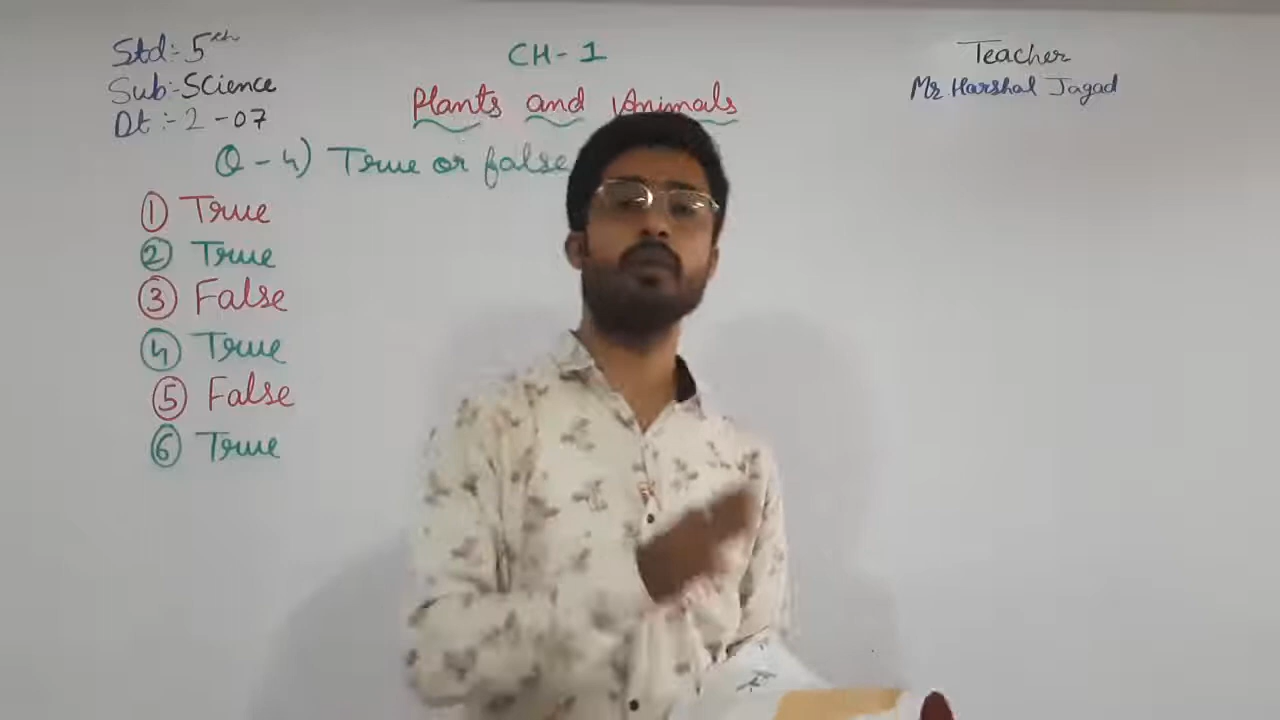 Std:- 5th
Sub:- Science
Dt :- 2 - 07
CH - 1
Plants and Animals
Teacher
Mr. Harshal Jagad
Q - 4) True or false
① True
② True
③ False
④ True
⑤ False
⑥ True